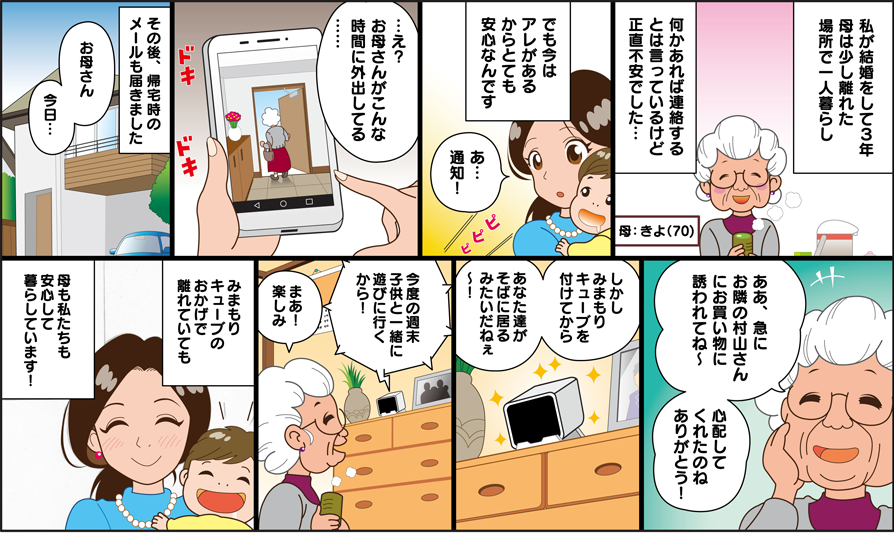 私が結婚をして3年
母は少し離れた
場所で一人暮らし
何かあれば連絡する
とは言っているけど
正直不安でした…
母:きよ(70)
でも今は
アレがある
からとても
安心なんです
あ…
通知!
ピピピ
…え?
お母さんがこんな
時間に外出してる
……
ドキ
ドキ
その後、帰宅時の
メールも届きました
お母さん
今日…
ああ、急に
お隣の村山さん
にお買い物に
誘われてね〜
心配して
くれたのね
ありがとう!
しかし
みまもり
キューブを
付けてから
あなた達が
そばに居る
みたいだねぇ
〜!
今度の週末
子供と一緒に
遊びに行く
から!
まあ!
楽しみ
みまもり
キューブの
おかげで
離れていても
母も私たちも
安心して
暮らしています!